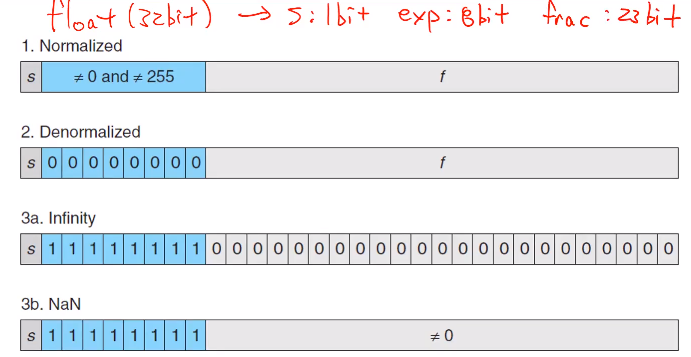 float (32bit) → s : 1bit exp : 8bit frac : 23bit
1. Normalized
s ≠ 0 and ≠ 255 f
2. Denormalized
s 0 0 0 0 0 0 0 0 f
3a. Infinity
s 1 1 1 1 1 1 1 1 0 0 0 0 0 0 0 0 0 0 0 0 0 0 0 0 0 0 0 0 0 0 0
3b. NaN
s 1 1 1 1 1 1 1 1 ≠ 0